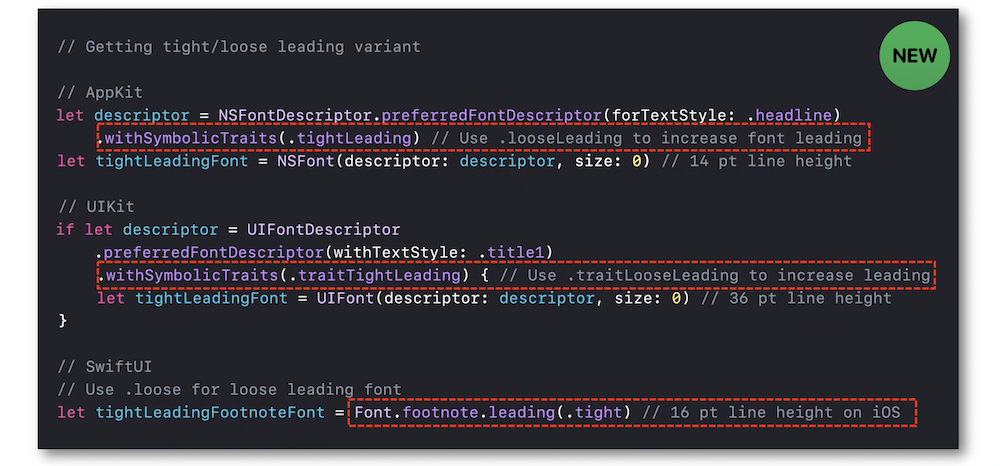 // Getting tight/loose leading variant
NEW
// AppKit
let descriptor = NSFontDescriptor.preferredFontDescriptor(forTextStyle: .headline)
.withSymbolicTraits(.tightLeading) // Use .looseLeading to increase font leading
let tightLeadingFont = NSFont(descriptor: descriptor, size: 0) // 14 pt line height
// UIKit
if let descriptor = UIFontDescriptor
.preferredFontDescriptor(withTextStyle: .title1)
.withSymbolicTraits(.traitTightLeading) { // Use .traitLooseLeading to increase leading
let tightLeadingFont = UIFont(descriptor: descriptor, size: 0) // 36 pt line height
}
// SwiftUI
// Use .loose for loose leading font
let tightLeadingFootnoteFont = Font.footnote.leading(.tight) // 16 pt line height on iOS